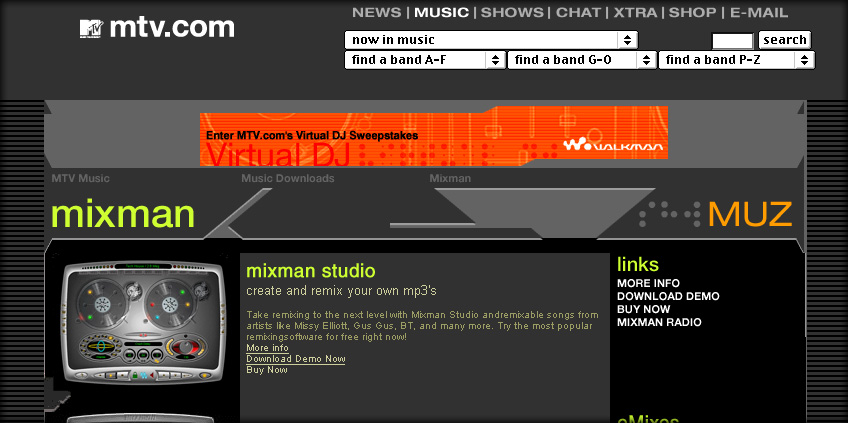 NEWS | MUSIC | SHOWS | CHAT | XTRA | SHOP | E-MAIL
MTV mtv.com
now in music
search
find a band A-F
find a band G-O
find a band P-Z
Enter MTV.com's Virtual DJ Sweepstakes
Virtual DJ
WALKMAN
MTV Music
Music Downloads
Mixman
mixman
MUZ
mixman studio
create and remix your own mp3's
Take remixing to the next level with Mixman Studio andremixable songs from
artists like Missy Elliott, Gus Gus, BT, and many more. Try the most popular
remixingsoftware for free right now!
More info
Download Demo Now
Buy Now
links
MORE INFO
DOWNLOAD DEMO
BUY NOW
MIXMAN RADIO
eMixes